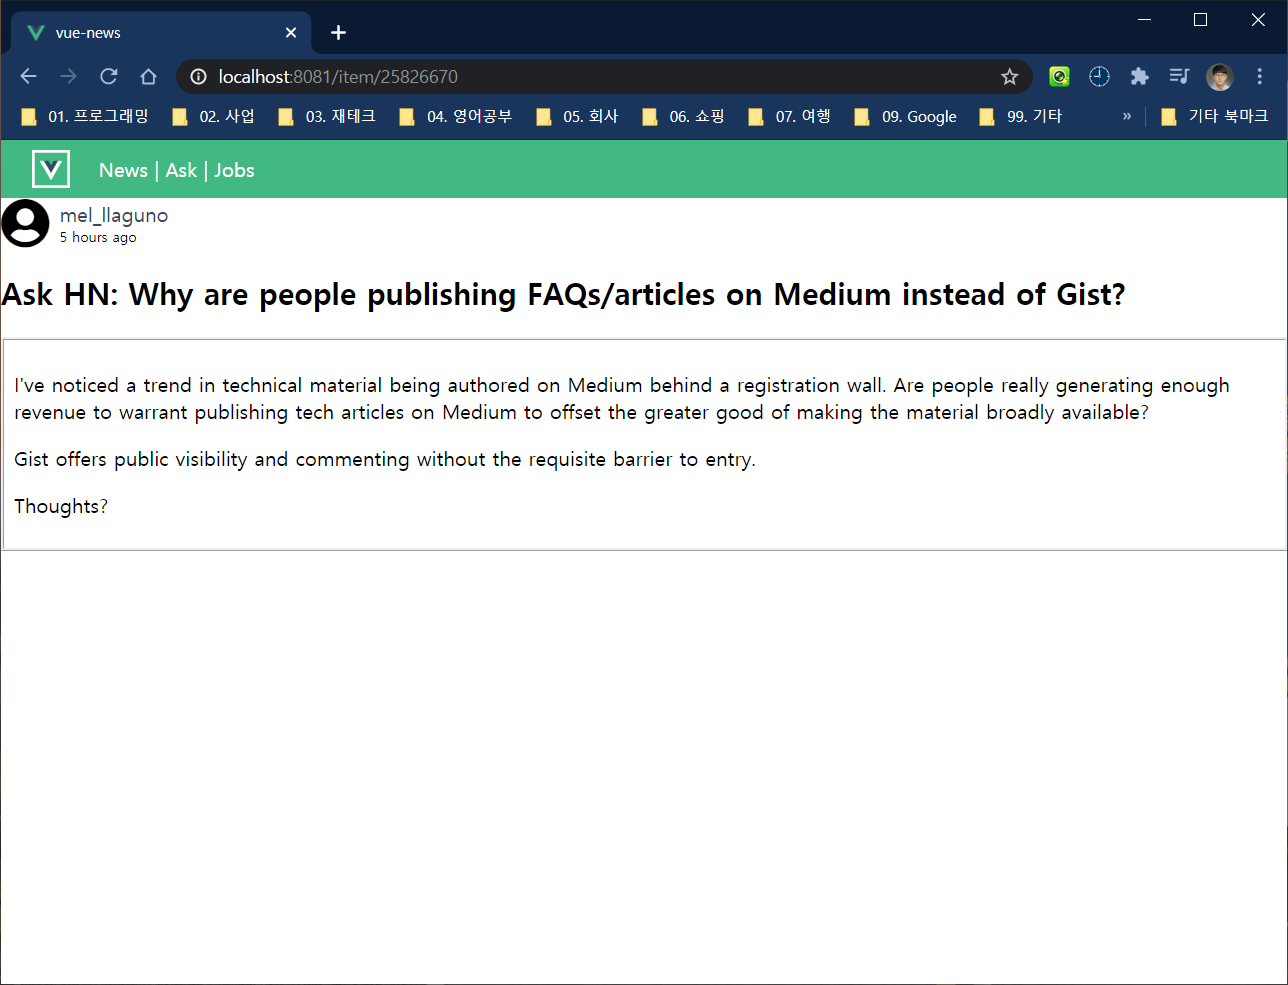 vue-news
localhost:8081/item/25826670
01. 프로그래밍 02. 사업 03. 재테크 04. 영어공부 05. 회사 06. 쇼핑 07. 여행 09. Google 99. 기타 » 기타 북마크
News | Ask | Jobs
mel_llaguno
5 hours ago
Ask HN: Why are people publishing FAQs/articles on Medium instead of Gist?
I've noticed a trend in technical material being authored on Medium behind a registration wall. Are people really generating enough
revenue to warrant publishing tech articles on Medium to offset the greater good of making the material broadly available?
Gist offers public visibility and commenting without the requisite barrier to entry.
Thoughts?